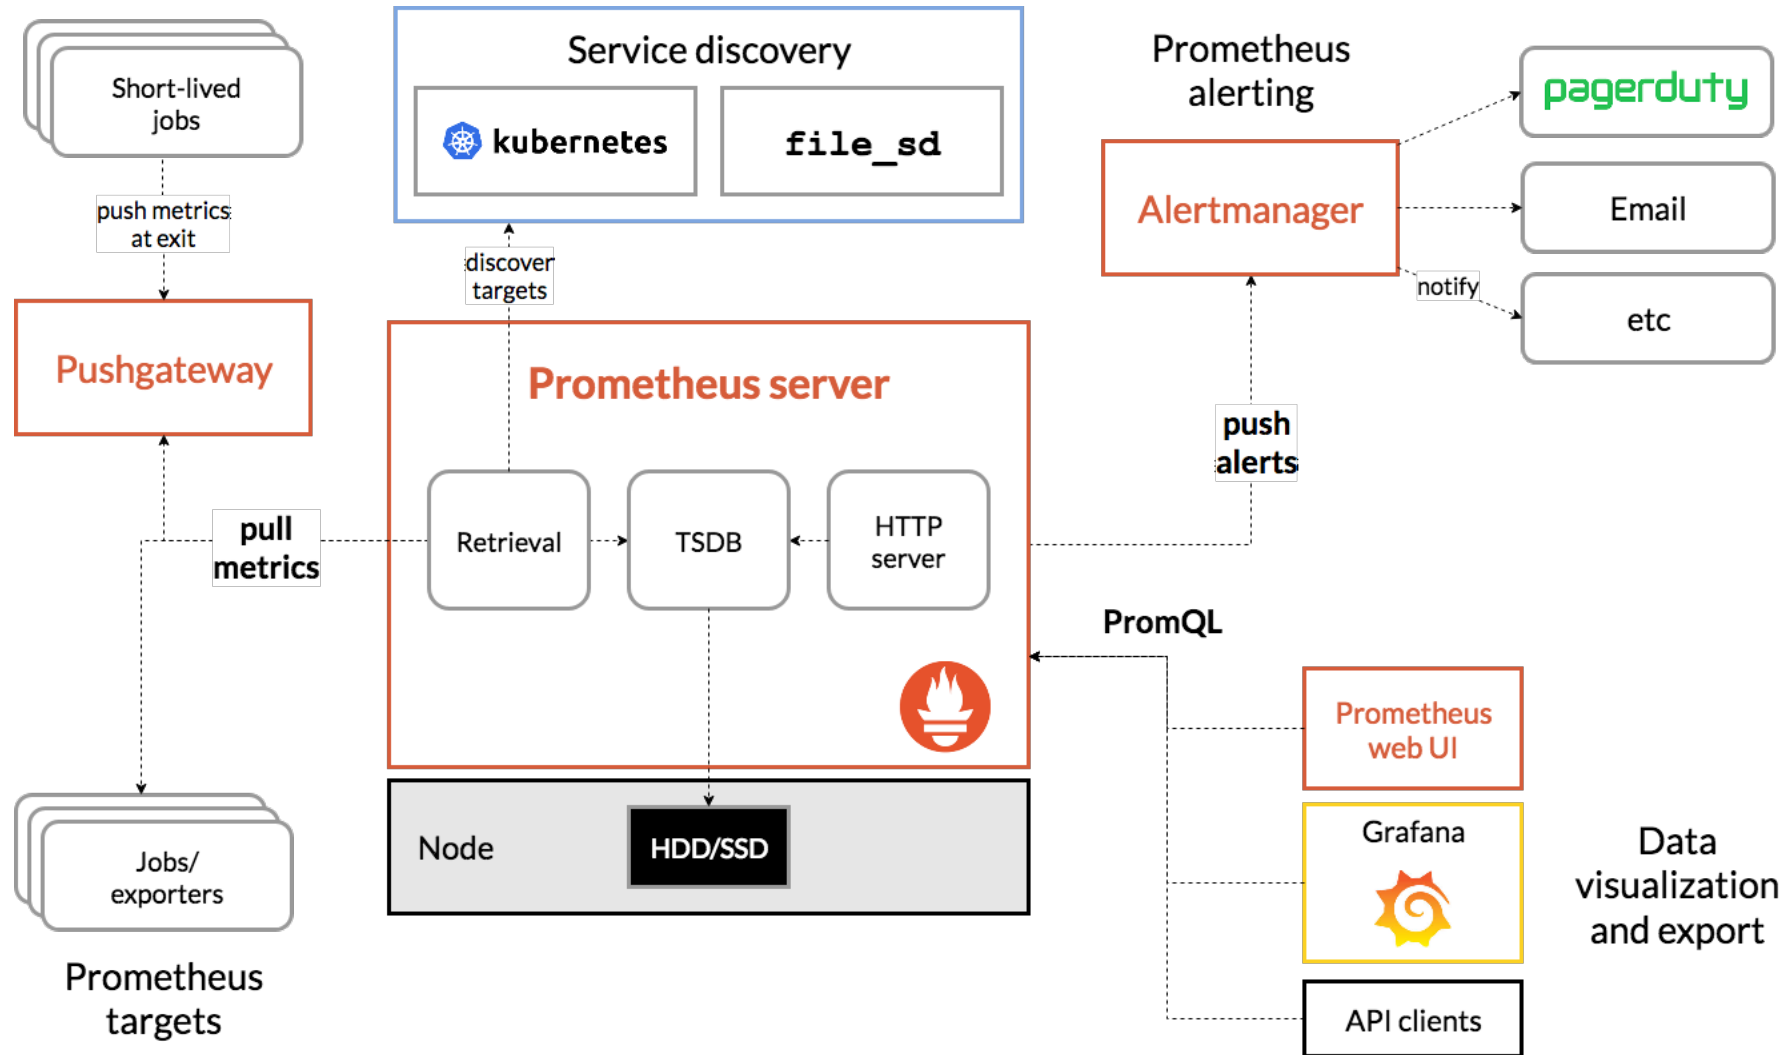 Short-lived
jobs
push metrics
at exit
Pushgateway
pull
metrics
Jobs/
exporters
Prometheus
targets
Service discovery
kubernetes
file_sd
discover
targets
Prometheus server
Retrieval
TSDB
HTTP
server
Node
HDD/SSD
Prometheus
alerting
Alertmanager
push
alerts
pagerduty
Email
notify
etc
PromQL
Prometheus
web UI
Grafana
API clients
Data
visualization
and export